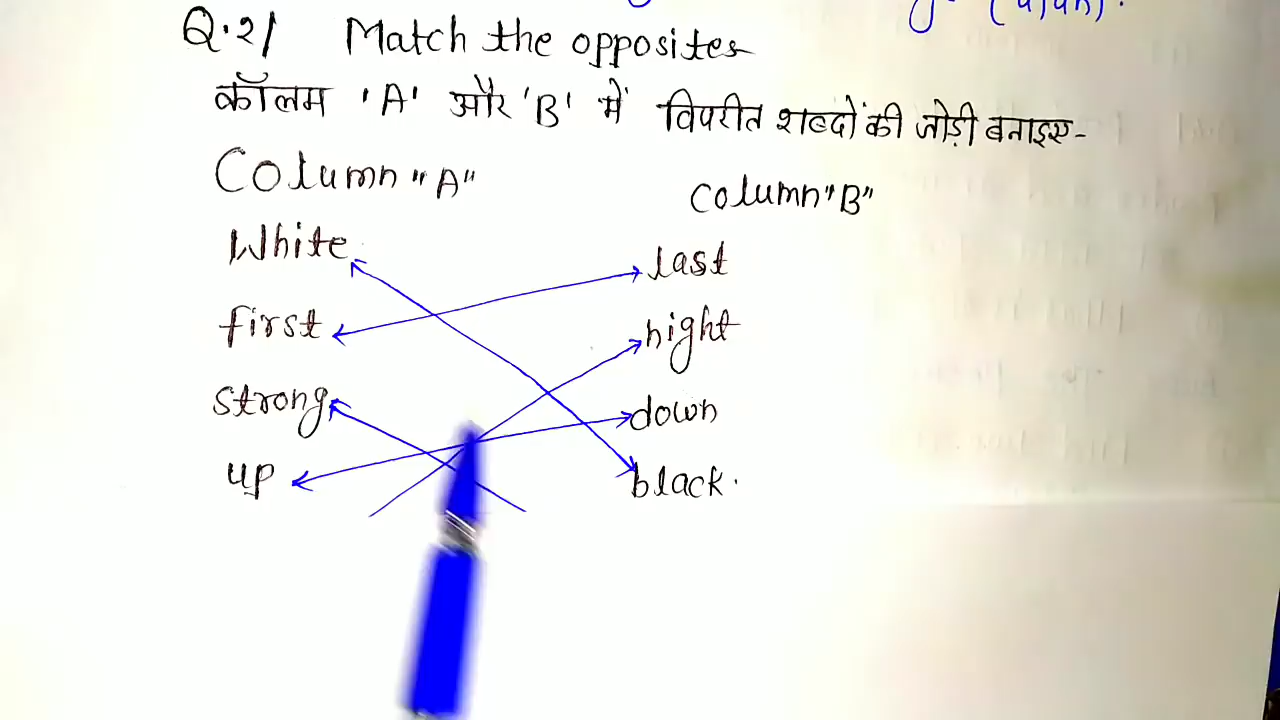 Q.2/ Match the opposites
कॉलम 'A' और 'B' में विपरीत शब्दों की जोड़ी बनाइए-
Column "A" Column "B"
White last
first night
strong down
up black.